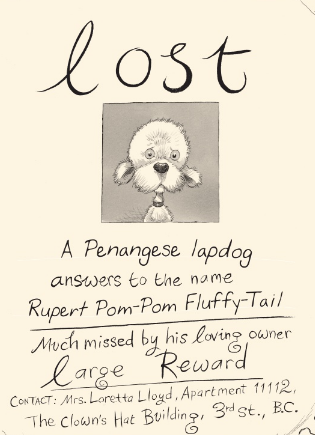 lost
A Penangese lapdog
answers to the name
Rupert Pom-Pom Fluffy-Tail
Much missed by his loving owner
Large Reward
Contact: Mrs. Loretta Lloyd, Apartment 11112,
The Clown's Hat Building, 3rd St., B.C.